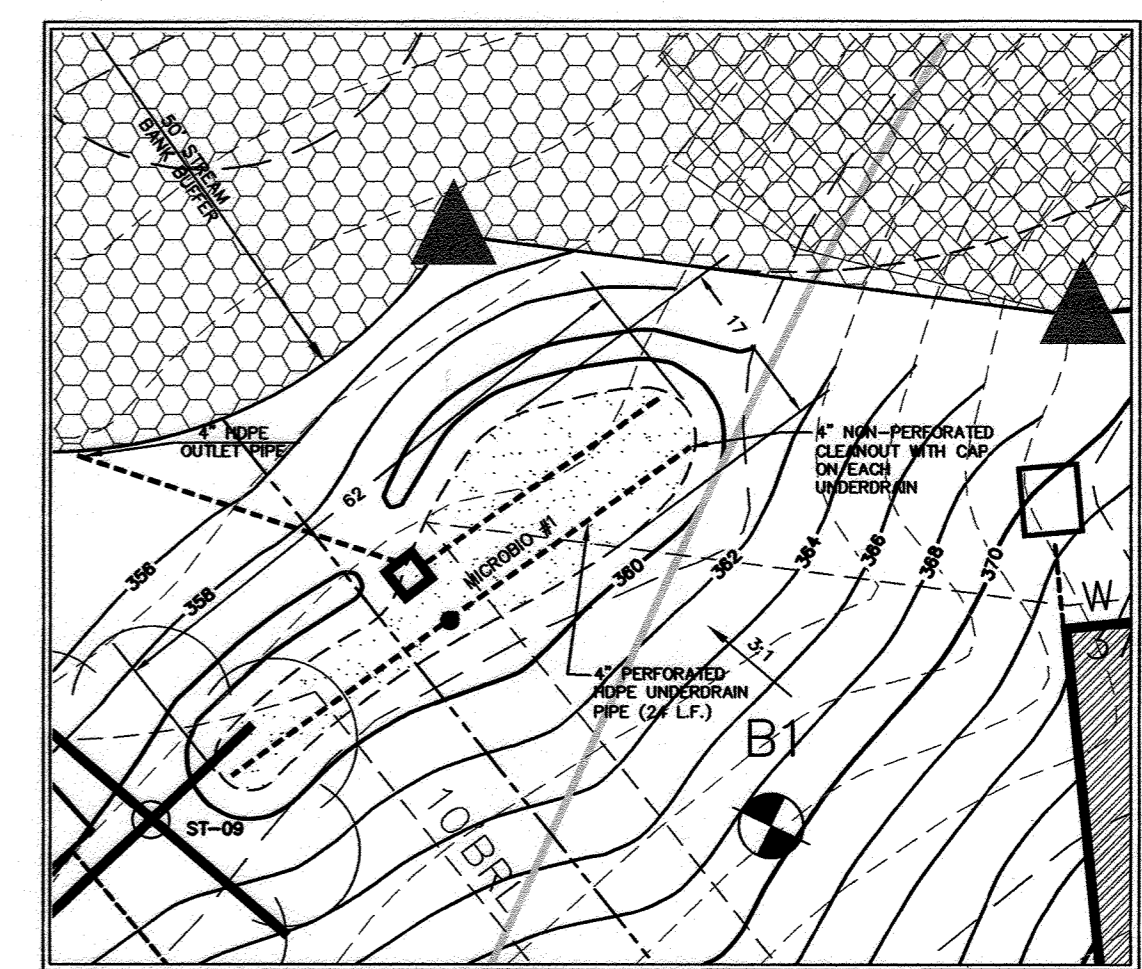 50' STREAM
BANK BUFFER
17
4" HDPE
OUTLET PIPE
62
4" NON-PERFORATED
CLEANOUT WITH CAP
ON EACH
UNDERDRAIN
MICROBIO #1
356
358
360
362
364
366
368
370
W
3:1
4" PERFORATED
HDPE UNDERDRAIN
PIPE (24 L.F.)
B1
ST-09
10 BRL